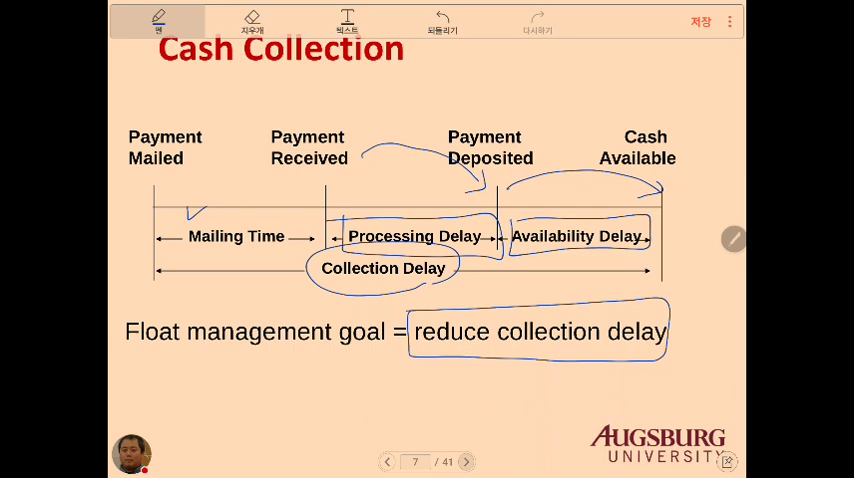 펜 지우개 텍스트 되돌리기 다시하기 저장
Cash Collection
Payment Payment Payment Cash
Mailed Received Deposited Available
Mailing Time Processing Delay Availability Delay
Collection Delay
Float management goal = reduce collection delay
AUGSBURG
UNIVERSITY
7 / 41